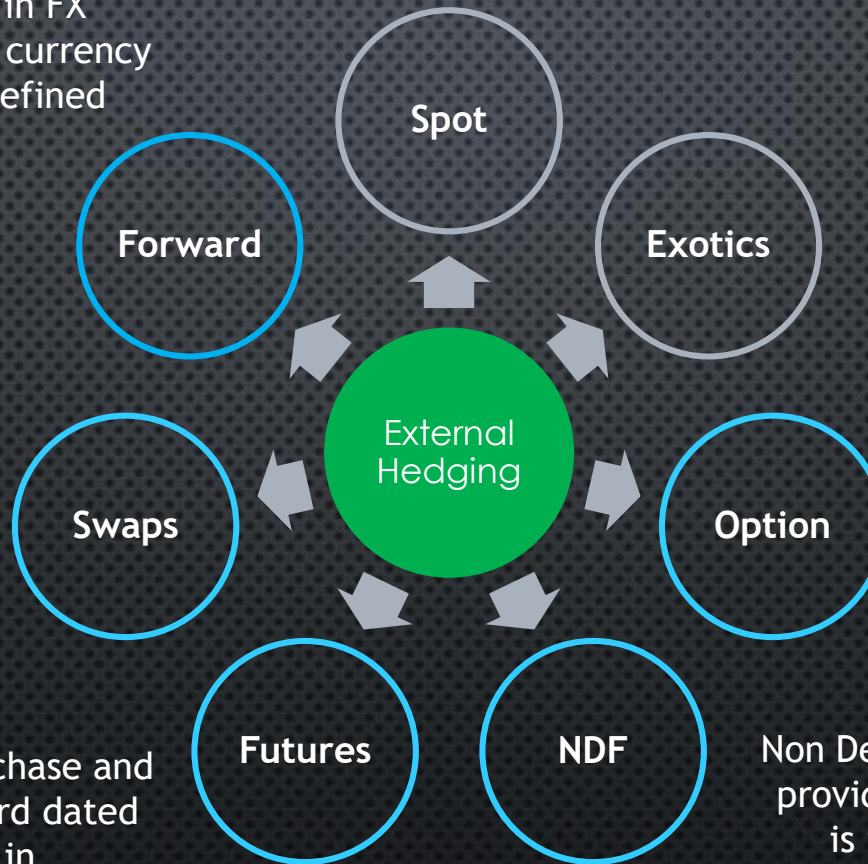 in FX
currency
efined
Spot
Forward
Exotics
External
Hedging
Swaps
Option
Futures
NDF
chase and
rd dated
in
Non De
provid
is